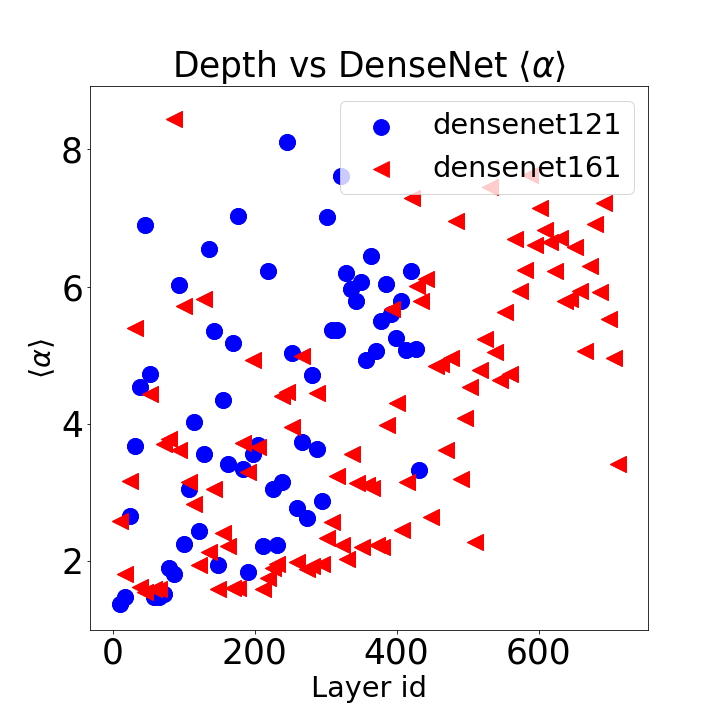 Depth vs DenseNet ⟨α⟩
densenet121
densenet161
8
6
4
2
⟨α⟩
0 200 400 600
Layer id